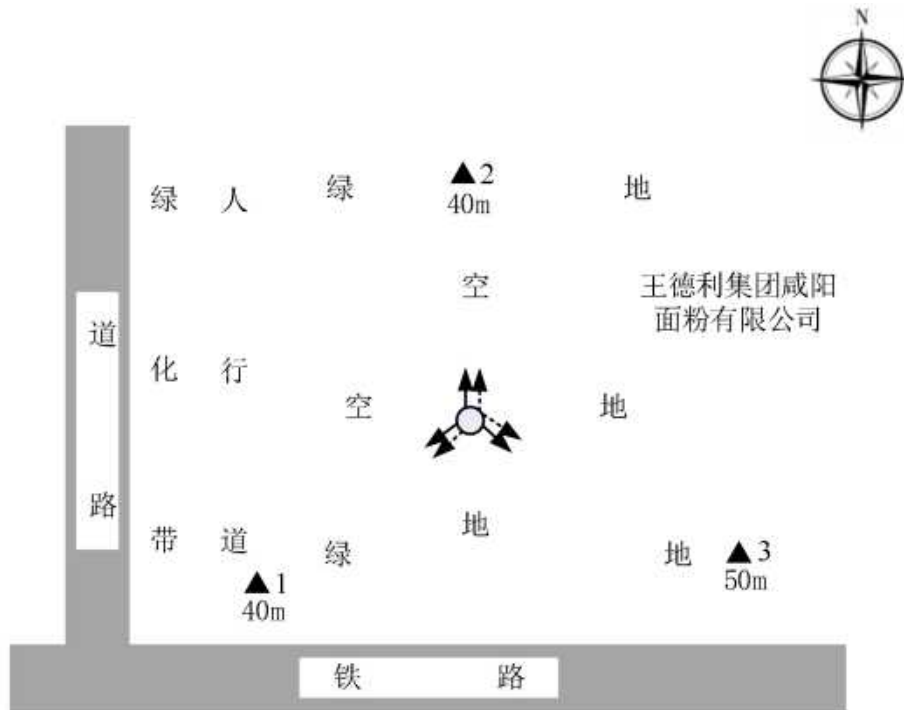 N
绿 人 绿 ▲2 地
40m
空
王德利集团咸阳
面粉有限公司
道
化 行
空 地
路
地
带 道 绿 地 ▲3
50m
▲1
40m
铁 路